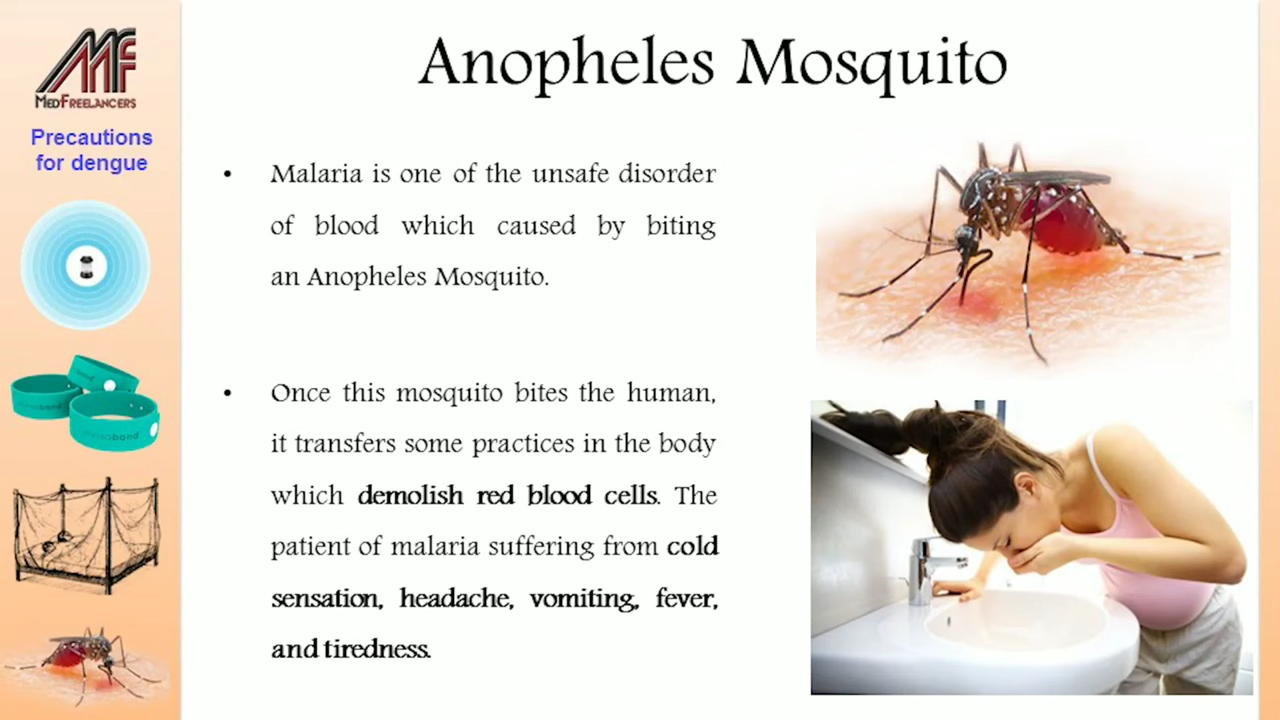 MEDFREELANCERS
Precautions
for dengue
Anopheles Mosquito
• Malaria is one of the unsafe disorder
of blood which caused by biting
an Anopheles Mosquito.
• Once this mosquito bites the human,
it transfers some practices in the body
which demolish red blood cells. The
patient of malaria suffering from cold
sensation, headache, vomiting, fever,
and tiredness.